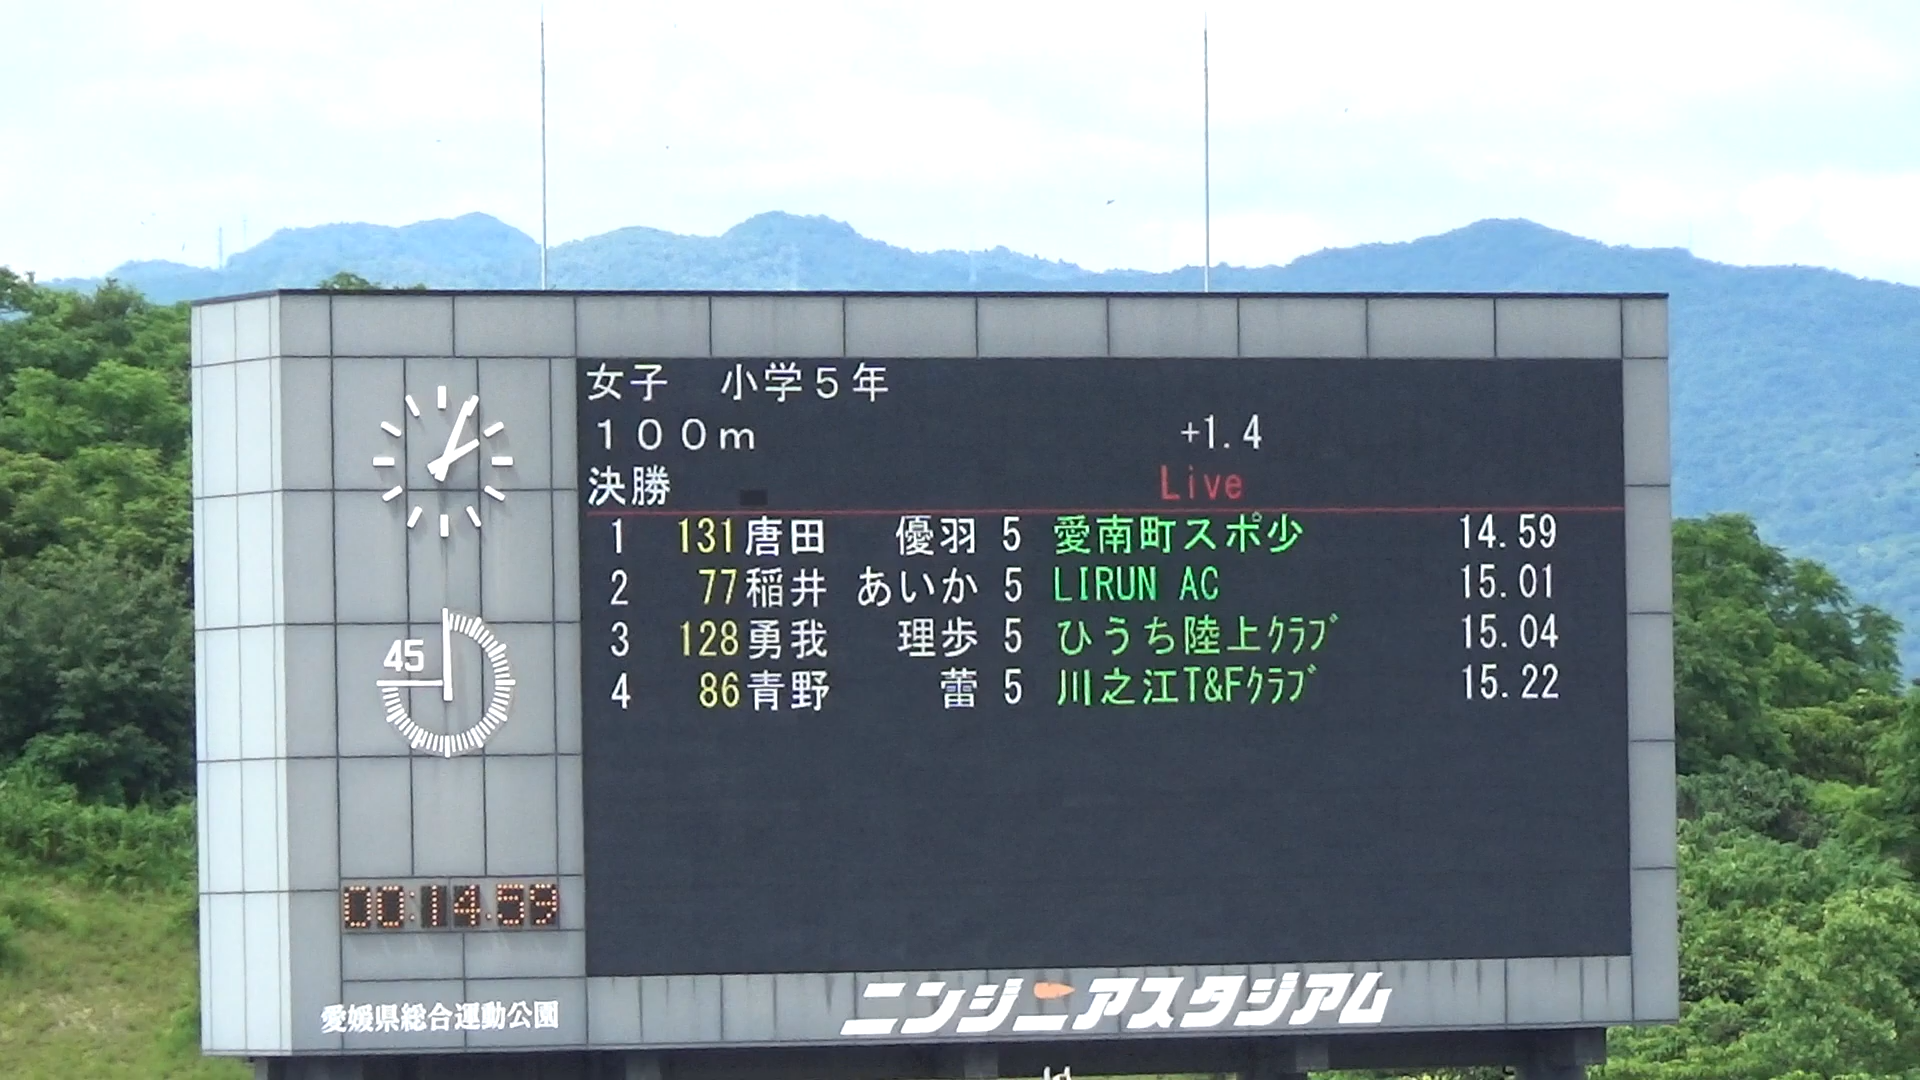 女子 小学5年
100m +1.4
決勝 Live
1 131 唐田 優羽 5 愛南町スポ少 14.59
2 77 稲井 あいか 5 LIRUN AC 15.01
3 128 勇我 理歩 5 ひうち陸上ｸﾗﾌﾞ 15.04
4 86 青野 蕾 5 川之江T&Fｸﾗﾌﾞ 15.22
45
00:14.59
愛媛県総合運動公園
ニンジニアスタジアム